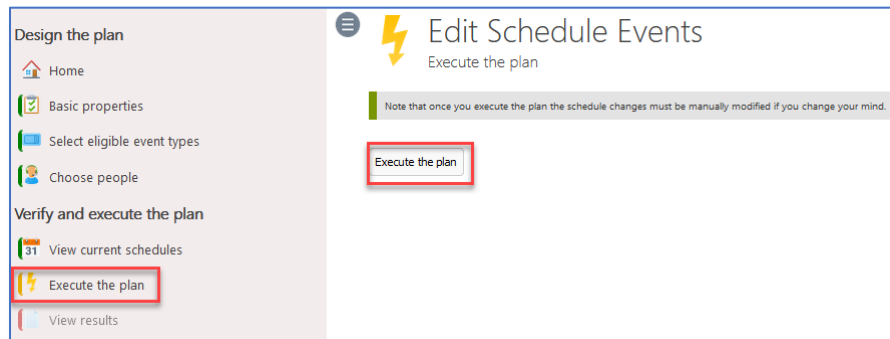 Design the plan
Home
Basic properties
Select eligible event types
Choose people
Verify and execute the plan
31 View current schedules
Execute the plan
View results
Edit Schedule Events
Execute the plan
Note that once you execute the plan the schedule changes must be manually modified if you change your mind.
Execute the plan